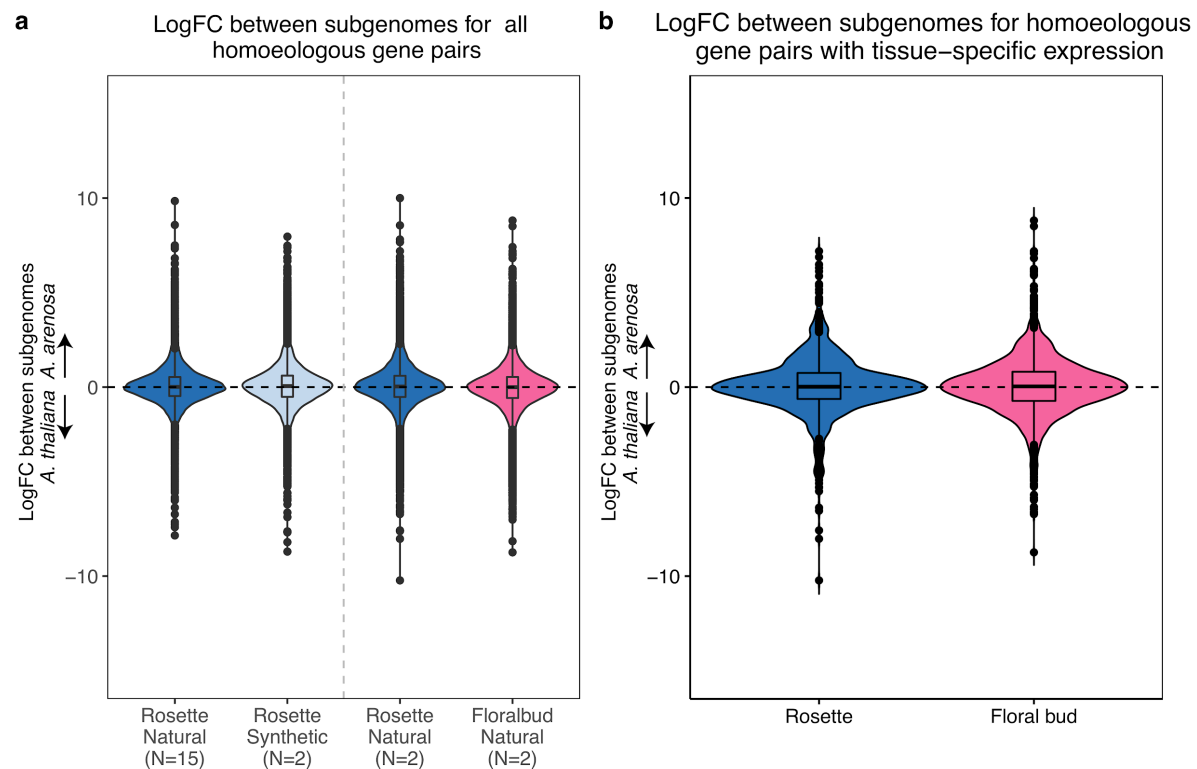 a
LogFC between subgenomes for all
homoeologous gene pairs
LogFC between subgenomes
A. thaliana A. arenosa
10
0
−10
Rosette
Natural
(N=15)
Rosette
Synthetic
(N=2)
Rosette
Natural
(N=2)
Floralbud
Natural
(N=2)
b
LogFC between subgenomes for homoeologous
gene pairs with tissue−specific expression
LogFC between subgenomes
A. thaliana A. arenosa
10
0
−10
Rosette
Floral bud